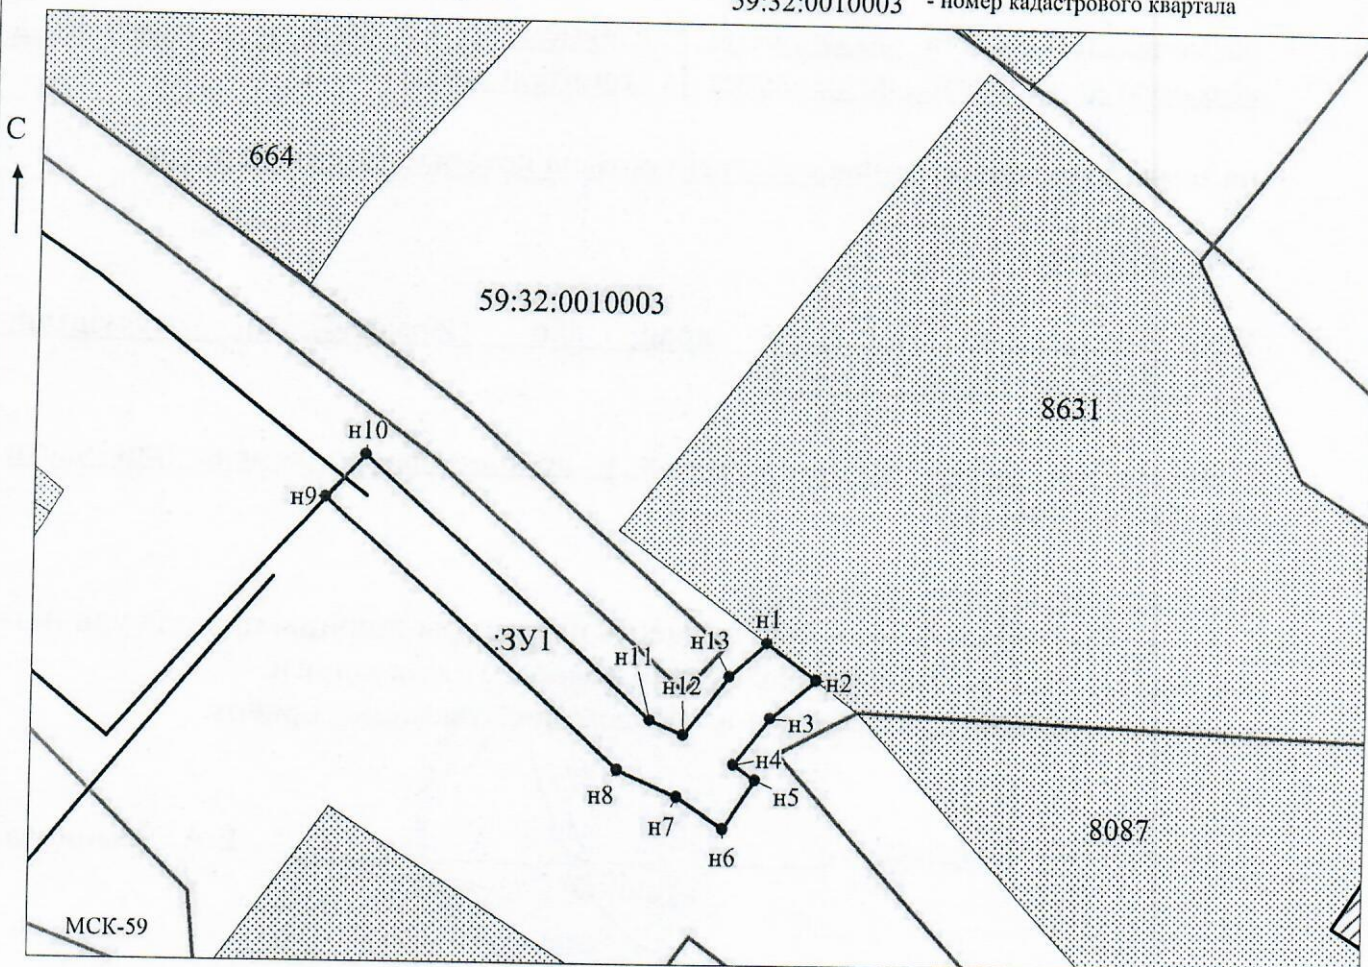 59:32:0010003 - номер кадастрового квартала
С
664
59:32:0010003
8631
н10
н9
:ЗУ1
н11
н13
н1
н12
н2
н3
н4
н5
н8
н7
н6
8087
МСК-59